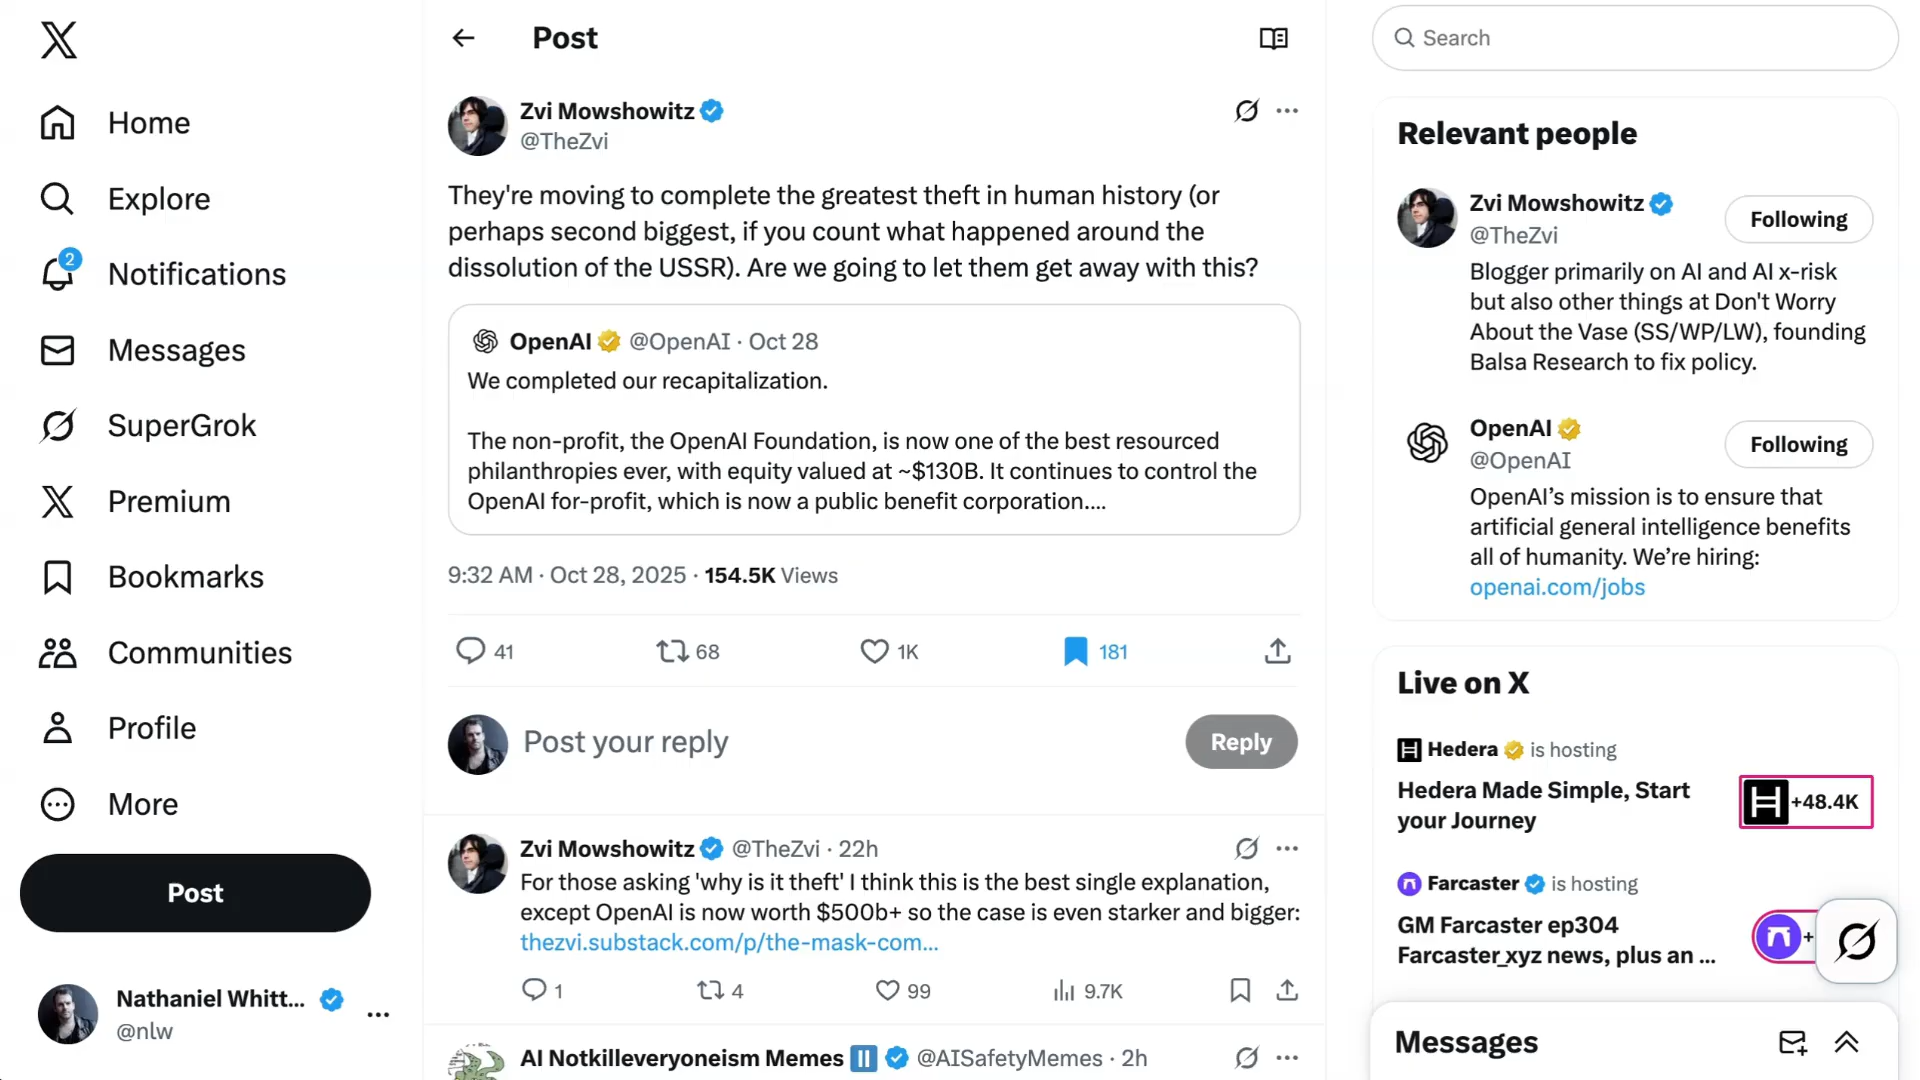 Home
Explore
2
Notifications
Messages
SuperGrok
Premium
Bookmarks
Communities
Profile
More
Post
Nathaniel Whitt...
@nlw
Post
Zvi Mowshowitz
@TheZvi
They're moving to complete the greatest theft in human history (or
perhaps second biggest, if you count what happened around the
dissolution of the USSR). Are we going to let them get away with this?
OpenAI @OpenAI · Oct 28
We completed our recapitalization.
The non-profit, the OpenAI Foundation, is now one of the best resourced
philanthropies ever, with equity valued at ~$130B. It continues to control the
OpenAI for-profit, which is now a public benefit corporation....
9:32 AM · Oct 28, 2025 · 154.5K Views
41 68 1K 181
Post your reply
Reply
Zvi Mowshowitz @TheZvi · 22h
For those asking 'why is it theft' I think this is the best single explanation,
except OpenAI is now worth $500b+ so the case is even starker and bigger:
thezvi.substack.com/p/the-mask-com...
1 4 99 9.7K
AI Notkilleveryoneism Memes @AISafetyMemes · 2h
Search
Relevant people
Zvi Mowshowitz
@TheZvi
Following
Blogger primarily on AI and AI x-risk
but also other things at Don't Worry
About the Vase (SS/WP/LW), founding
Balsa Research to fix policy.
OpenAI
@OpenAI
Following
OpenAI’s mission is to ensure that
artificial general intelligence benefits
all of humanity. We’re hiring:
openai.com/jobs
Live on X
Hedera is hosting
Hedera Made Simple, Start
your Journey
H +48.4K
Farcaster is hosting
GM Farcaster ep304
Farcaster_xyz news, plus an ...
+
Messages